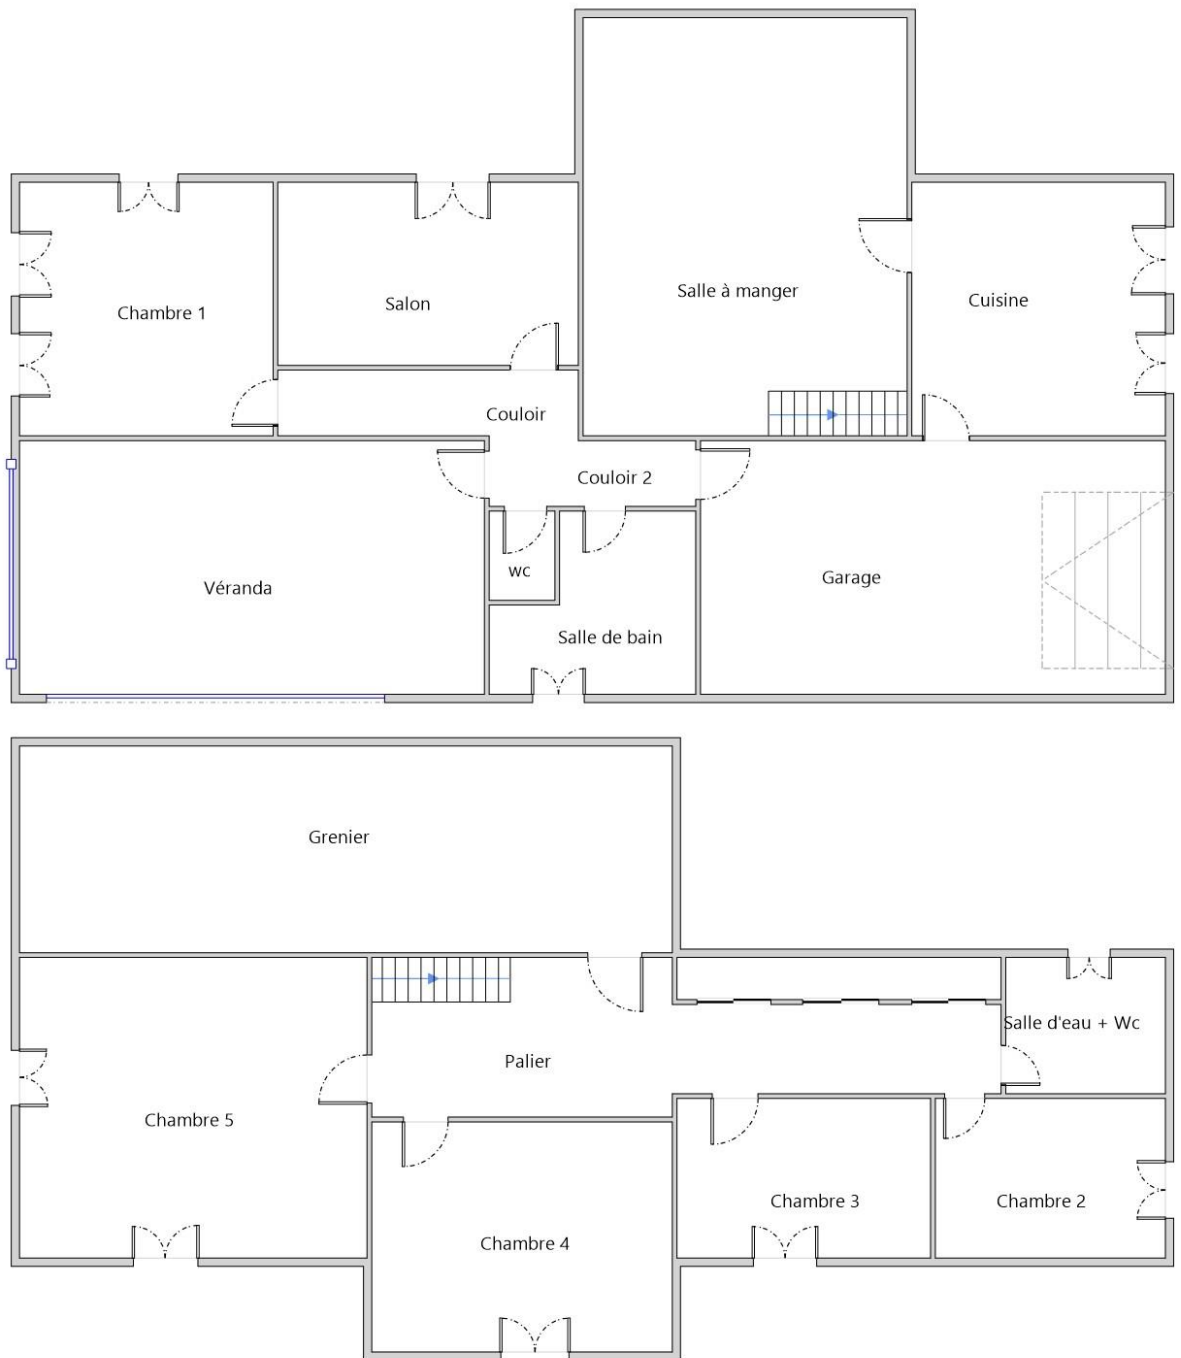 Salle à manger
Cuisine
Salon
Chambre 1
Couloir
Couloir 2
wc
Garage
Véranda
Salle de bain
Grenier
Salle d'eau + Wc
Palier
Chambre 5
Chambre 3
Chambre 2
Chambre 4